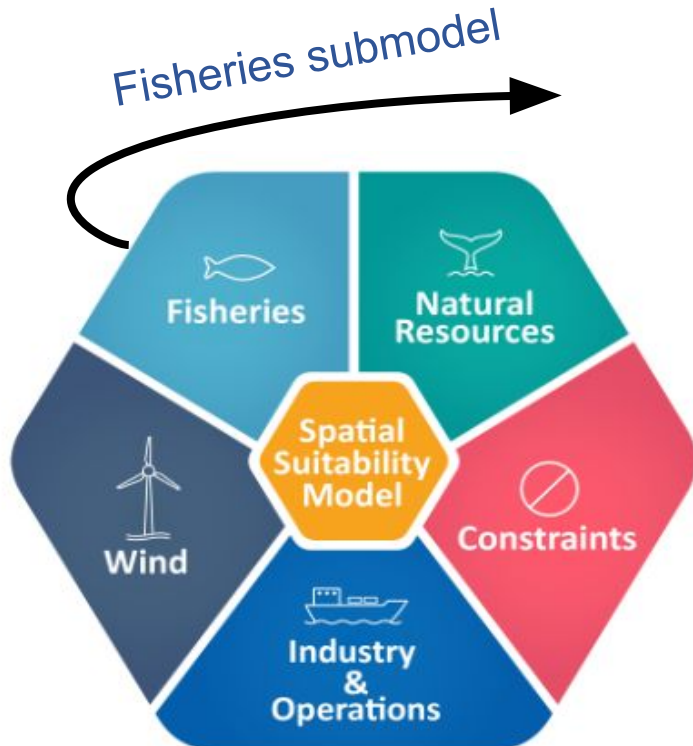 Fisheries submodel
Fisheries
Natural
Resources
Spatial
Suitability
Model
Wind
Constraints
Industry
&
Operations